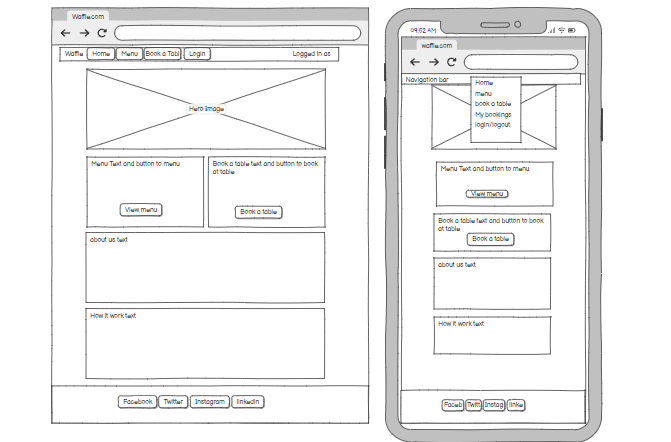 Waffle.com
Waffle Home Menu Book a Tabl Login Logged in as
Hero Image
Menu Text and button to menu
View menu
Book a table text and button to book
at table
Book a table
about us text
How it work text
Facebook Twitter Instagram linkedin
09:52 AM
waffle.com
Navigation bar
Home
menu
book a table
My bookings
login/logout
Menu Text and button to menu
View menu
Book a table text and button to book
at table
Book a table
about us text
How it work text
Faceb Twitt Instag linke